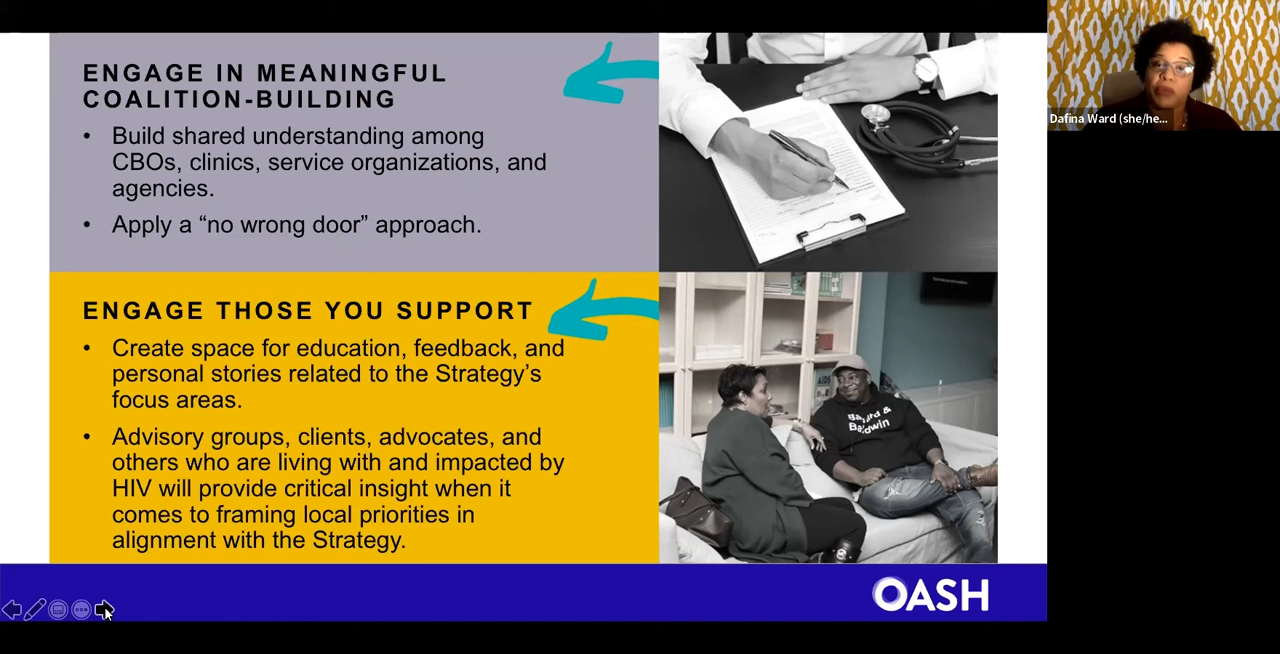 ENGAGE IN MEANINGFUL
COALITION-BUILDING
• Build shared understanding among
CBOs, clinics, service organizations, and
agencies.
• Apply a “no wrong door” approach.
ENGAGE THOSE YOU SUPPORT
• Create space for education, feedback, and
personal stories related to the Strategy’s
focus areas.
• Advisory groups, clients, advocates, and
others who are living with and impacted by
HIV will provide critical insight when it
comes to framing local priorities in
alignment with the Strategy.
AIDS
&
OASH
Dafina Ward (she/he...